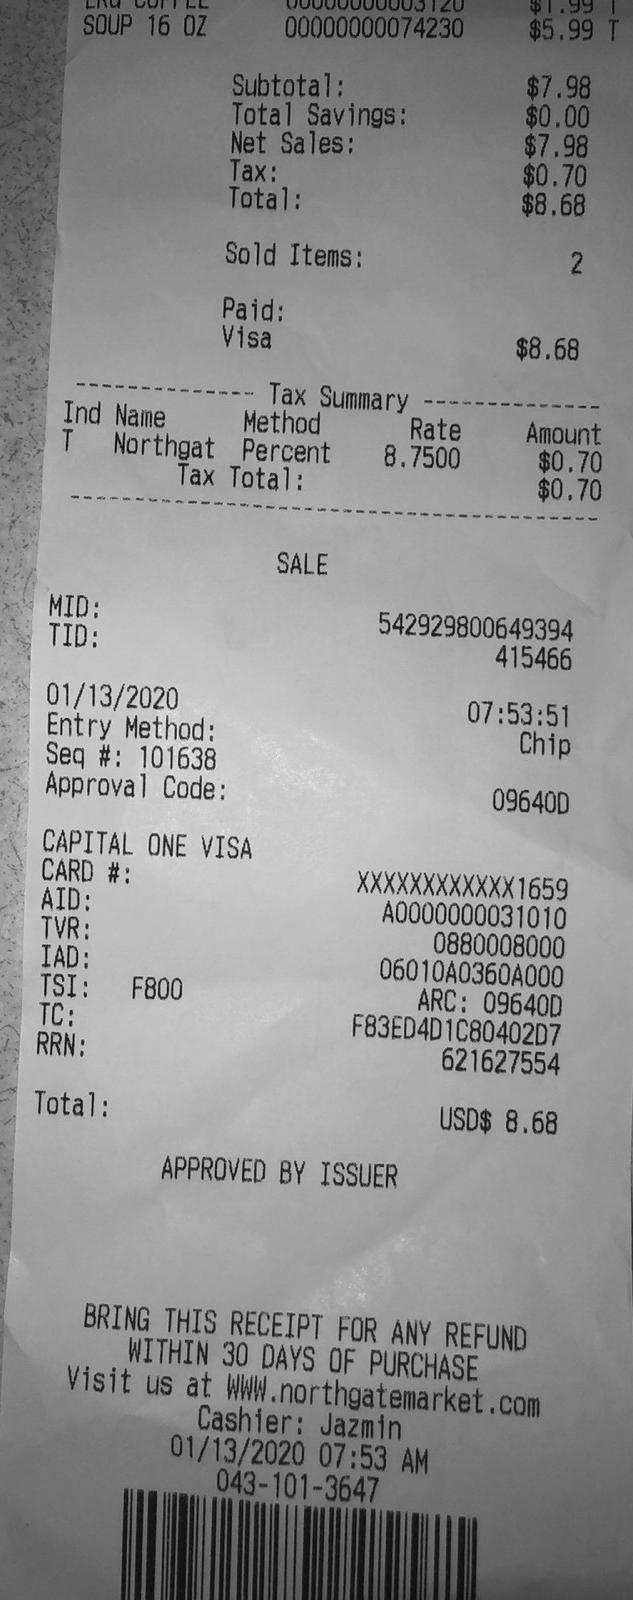 LRG COFFEE 00000000003120 $1.99 T
SOUP 16 OZ 00000000074230 $5.99 T
Subtotal: $7.98
Total Savings: $0.00
Net Sales: $7.98
Tax: $0.70
Total: $8.68
Sold Items: 2
Paid:
Visa $8.68
------------- Tax Summary -------------
Ind Name Method Rate Amount
T Northgat Percent 8.7500 $0.70
Tax Total: $0.70
SALE
MID: 542929800649394
TID: 415466
01/13/2020 07:53:51
Entry Method: Chip
Seq #: 101638
Approval Code: 09640D
CAPITAL ONE VISA
CARD #: XXXXXXXXXXXX1659
AID: A0000000031010
TVR: 0880008000
IAD: 06010A0360A000
TSI: F800 ARC: 09640D
TC: F83ED4D1C80402D7
RRN: 621627554
Total: USD$ 8.68
APPROVED BY ISSUER
BRING THIS RECEIPT FOR ANY REFUND
WITHIN 30 DAYS OF PURCHASE
Visit us at WWW.northgatemarket.com
Cashier: Jazmin
01/13/2020 07:53 AM
043-101-3647